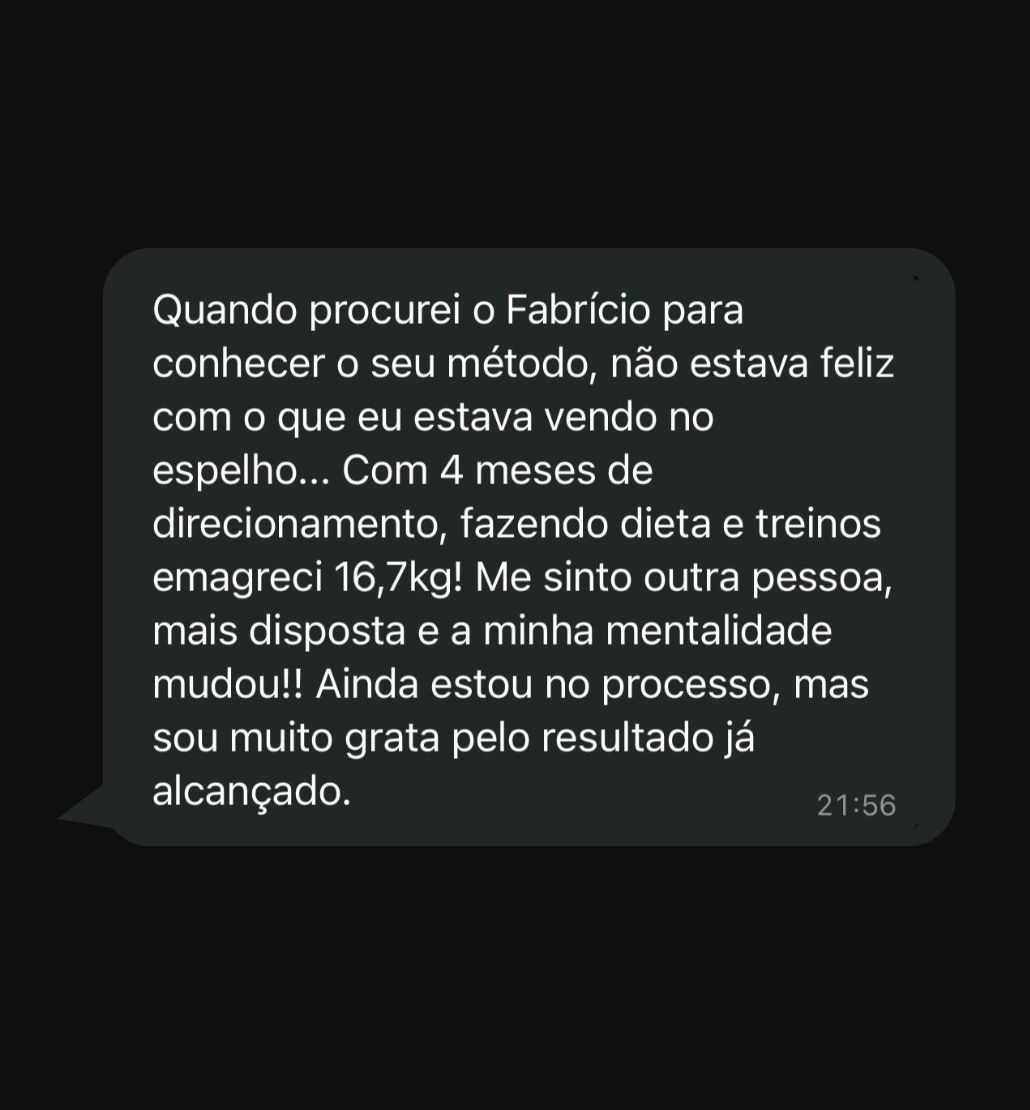 Quando procurei o Fabrício para
conhecer o seu método, não estava feliz
com o que eu estava vendo no
espelho... Com 4 meses de
direcionamento, fazendo dieta e treinos
emagreci 16,7kg! Me sinto outra pessoa,
mais disposta e a minha mentalidade
mudou!! Ainda estou no processo, mas
sou muito grata pelo resultado já
alcançado.
21:56